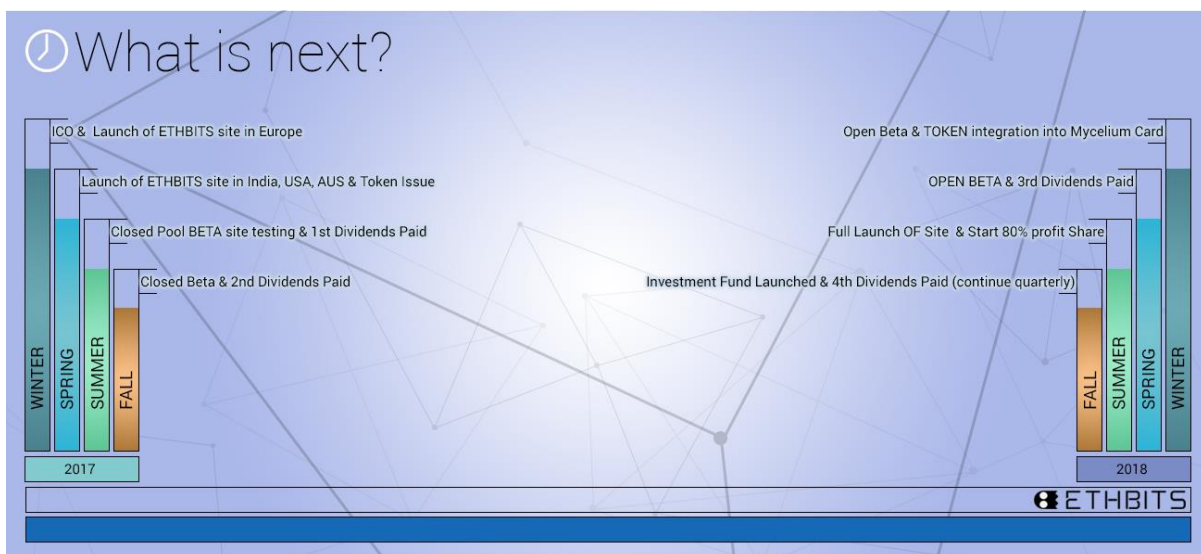 What is next?
ICO & Launch of ETHBITS site in Europe
Launch of ETHBITS site in India, USA, AUS & Token Issue
Closed Pool BETA site testing & 1st Dividends Paid
Closed Beta & 2nd Dividends Paid
WINTER
SPRING
SUMMER
FALL
2017
Open Beta & TOKEN integration into Mycelium Card
OPEN BETA & 3rd Dividends Paid
Full Launch OF Site & Start 80% profit Share
Investment Fund Launched & 4th Dividends Paid (continue quarterly)
FALL
SUMMER
SPRING
WINTER
2018
ETHBITS